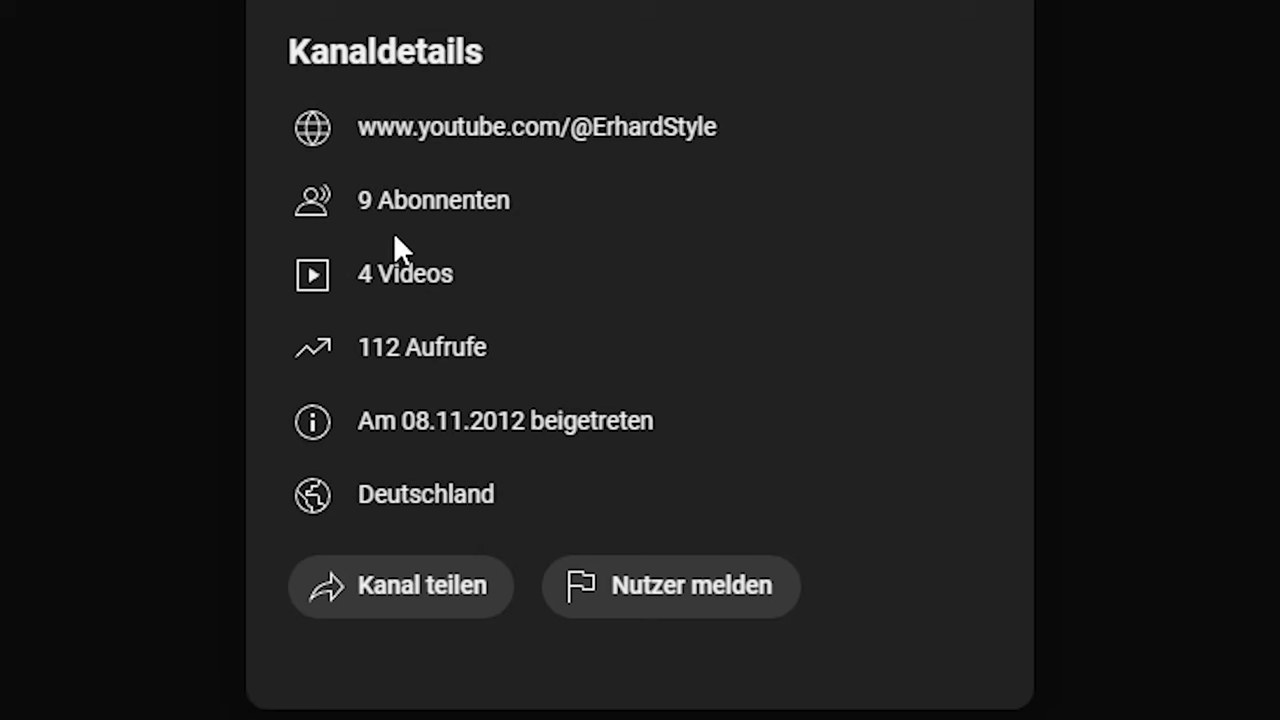 Kanaldetails
www.youtube.com/@ErhardStyle
9 Abonnenten
4 Videos
112 Aufrufe
Am 08.11.2012 beigetreten
Deutschland
Kanal teilen
Nutzer melden